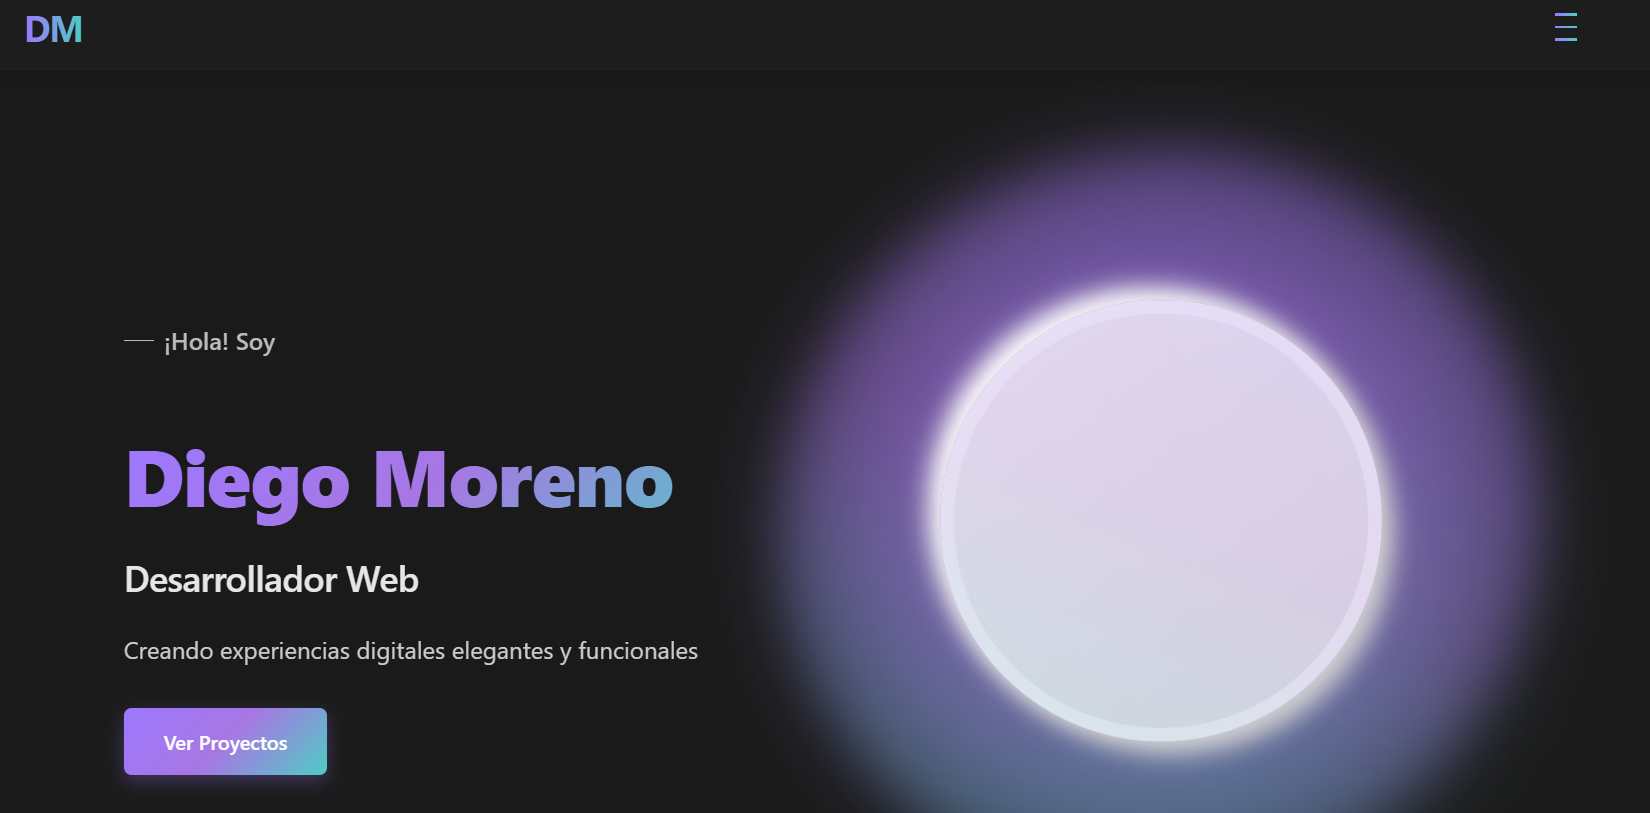 DM
¡Hola! Soy
Diego Moreno
Desarrollador Web
Creando experiencias digitales elegantes y funcionales
Ver Proyectos